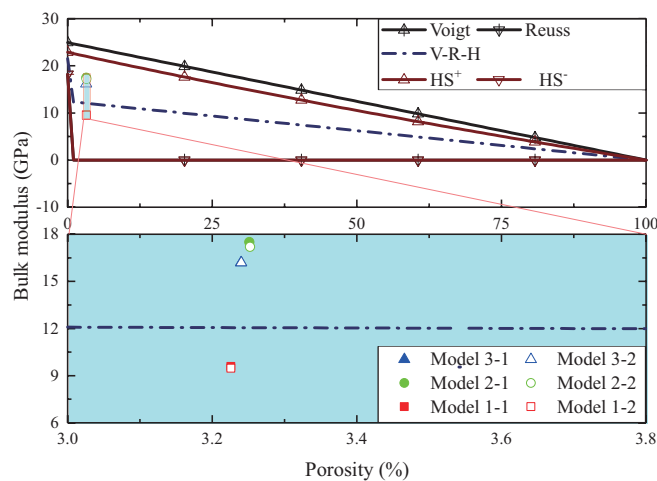 30
20
10
0
-10
Voigt Reuss
V-R-H
HS+ HS-
0 25 50 75 100
Bulk modulus (GPa)
18
15
12
9
6
Model 3-1 Model 3-2
Model 2-1 Model 2-2
Model 1-1 Model 1-2
3.0 3.2 3.4 3.6 3.8
Porosity (%)